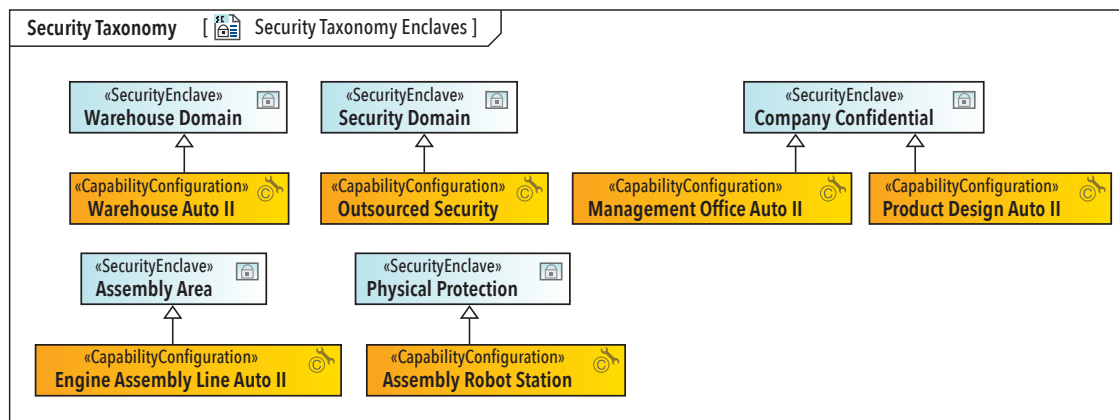 Security Taxonomy [ Security Taxonomy Enclaves ]
«SecurityEnclave»
Warehouse Domain
«SecurityEnclave»
Security Domain
«SecurityEnclave»
Company Confidential
«CapabilityConfiguration»
Warehouse Auto II
«CapabilityConfiguration»
Outsourced Security
«CapabilityConfiguration»
Management Office Auto II
«CapabilityConfiguration»
Product Design Auto II
«SecurityEnclave»
Assembly Area
«SecurityEnclave»
Physical Protection
«CapabilityConfiguration»
Engine Assembly Line Auto II
«CapabilityConfiguration»
Assembly Robot Station